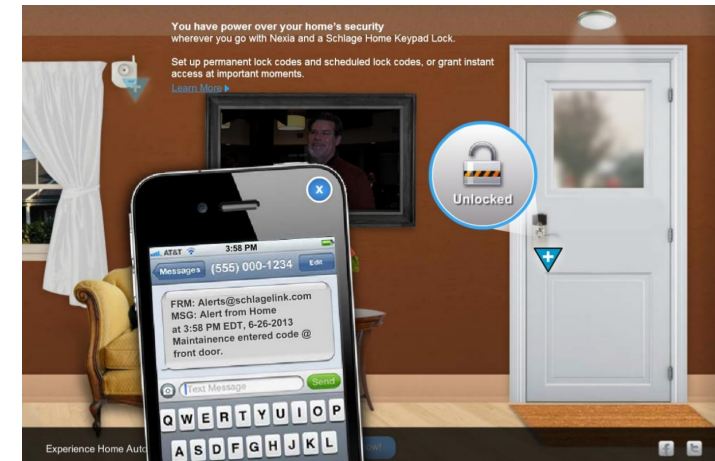 You have power over your home's security
wherever you go with Nexia and a Schlage Home Keypad Lock.
Set up permanent lock codes and scheduled lock codes, or grant instant
access at important moments.
Learn More
Unlocked
X
AT&T 3:58 PM
Messages (555) 000-1234 Edit
FRM: Alerts@schlagelink.com
MSG: Alert from Home
at 3:58 PM EDT, 6-26-2013
Maintainence entered code @
front door.
Text Message Send
Q W E R T Y U I O P
A S D F G H J K L
Experience Home Auto
f t